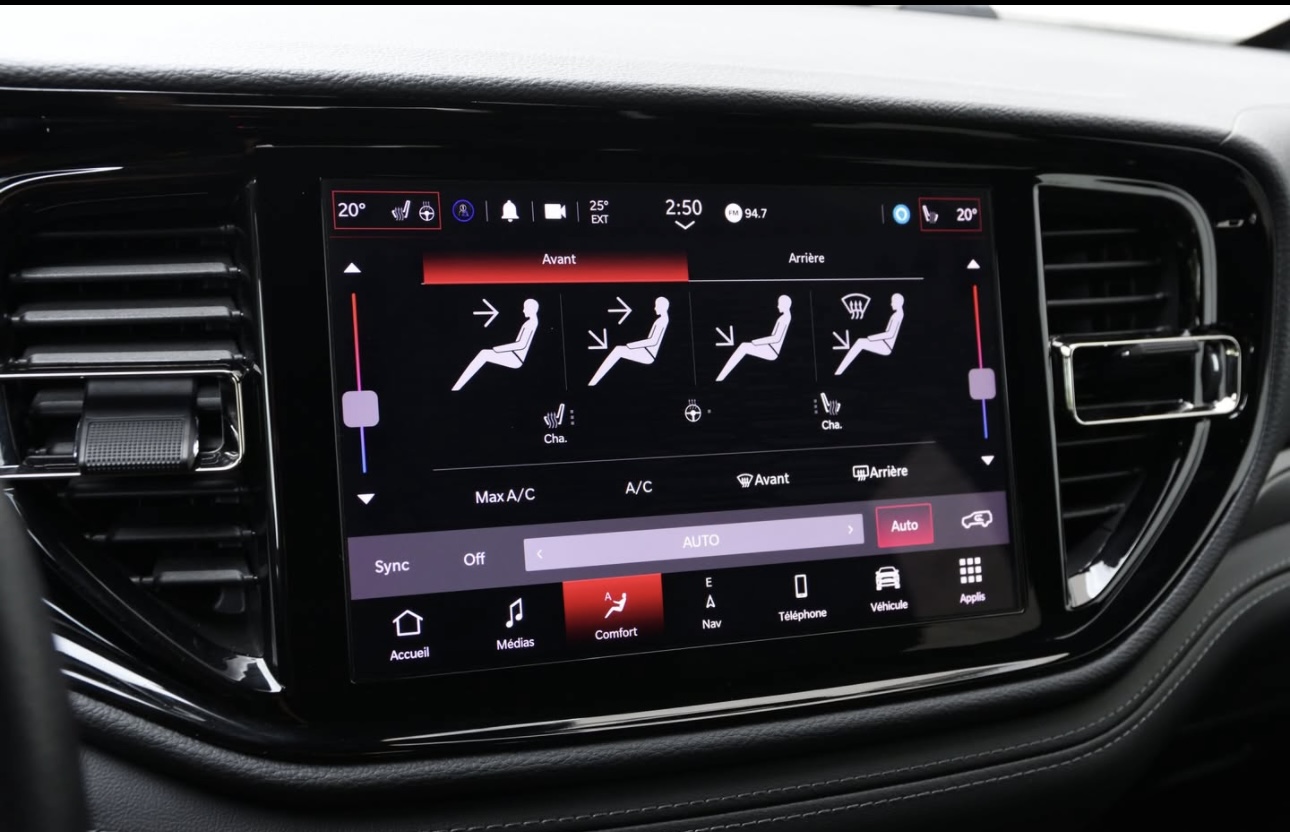 20°
25°
EXT
2:50
FM 94.7
20°
Avant Arrière
Cha.
Cha.
Max A/C A/C Avant Arrière
Sync Off AUTO Auto
A
E
Accueil Médias Comfort Nav Téléphone Véhicule Applis